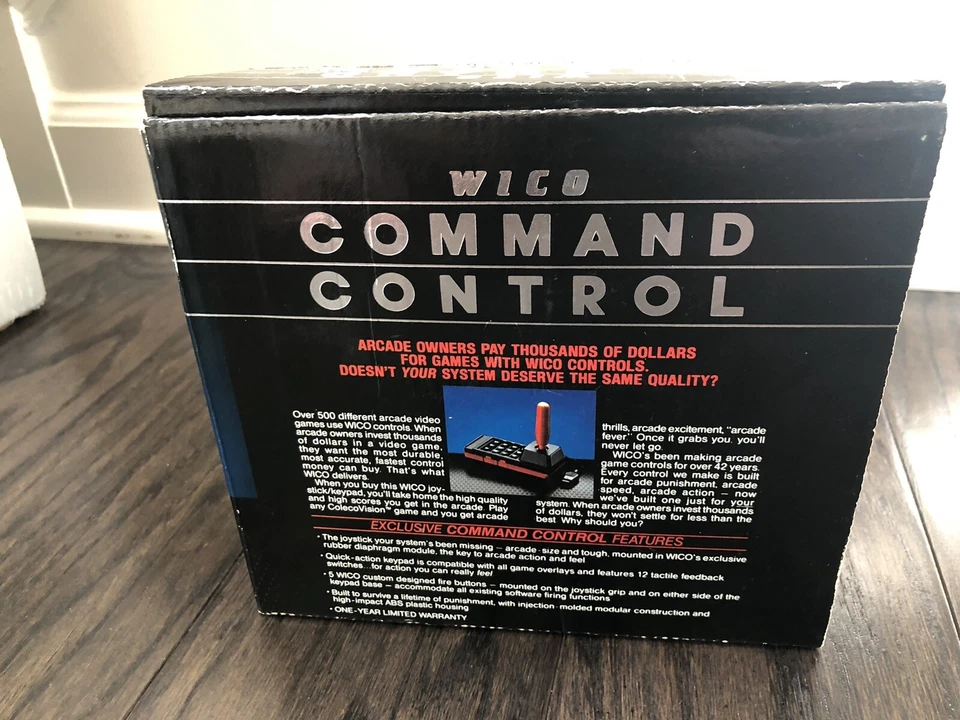 WICO
COMMAND
CONTROL
ARCADE OWNERS PAY THOUSANDS OF DOLLARS
FOR GAMES WITH WICO CONTROLS.
DOESN'T YOUR SYSTEM DESERVE THE SAME QUALITY?
Over 500 different arcade video
games use WICO controls. When
arcade owners invest thousands
of dollars in a video game,
they want the most durable,
most accurate, fastest control
money can buy. That's what
WICO delivers.
When you buy this WICO joy-
stick/keypad, you'll take home the high quality
and high scores you get in the arcade. Play
any ColecoVision™ game and you get arcade
thrills, arcade excitement, "arcade
fever." Once it grabs you, you'll
never let go.
WICO's been making arcade
game controls for over 42 years.
Every control we make is built
for arcade punishment, arcade
speed, arcade action – now
we've built one just for your
system. When arcade owners invest thousands
of dollars, they won't settle for less than the
best. Why should you?
EXCLUSIVE COMMAND CONTROL FEATURES
• The joystick your system's been missing – arcade-size and tough, mounted in WICO's exclusive
rubber diaphragm module, the key to arcade action and feel
• Quick-action keypad is compatible with all game overlays and features 12 tactile feedback
switches...for action you can really feel
• 5 WICO custom designed fire buttons – mounted on the joystick grip and on either side of the
keypad base – accommodate all existing software firing functions
• Built to survive a lifetime of punishment, with injection-molded modular construction and
high-impact ABS plastic housing
• ONE-YEAR LIMITED WARRANTY